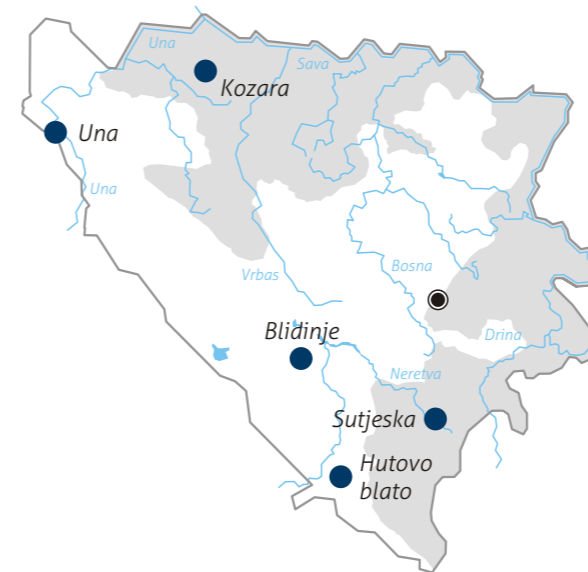 Una
Sava
Kozara
Una
Una
Bosna
Vrbas
Drina
Blidinje
Neretva
Sutjeska
Hutovo
blato